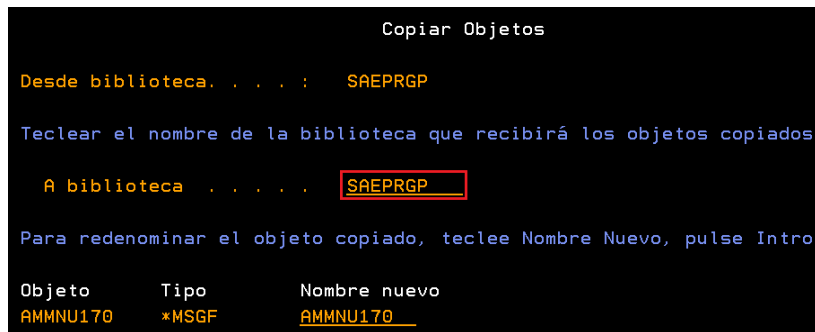 Copiar Objetos
Desde biblioteca. . . . : SAEPRGP
Teclear el nombre de la biblioteca que recibirá los objetos copiados
A biblioteca . . . . . SAEPRGP
Para redenominar el objeto copiado, teclee Nombre Nuevo, pulse Intro
Objeto Tipo Nombre nuevo
AMMNU170 *MSGF AMMNU170